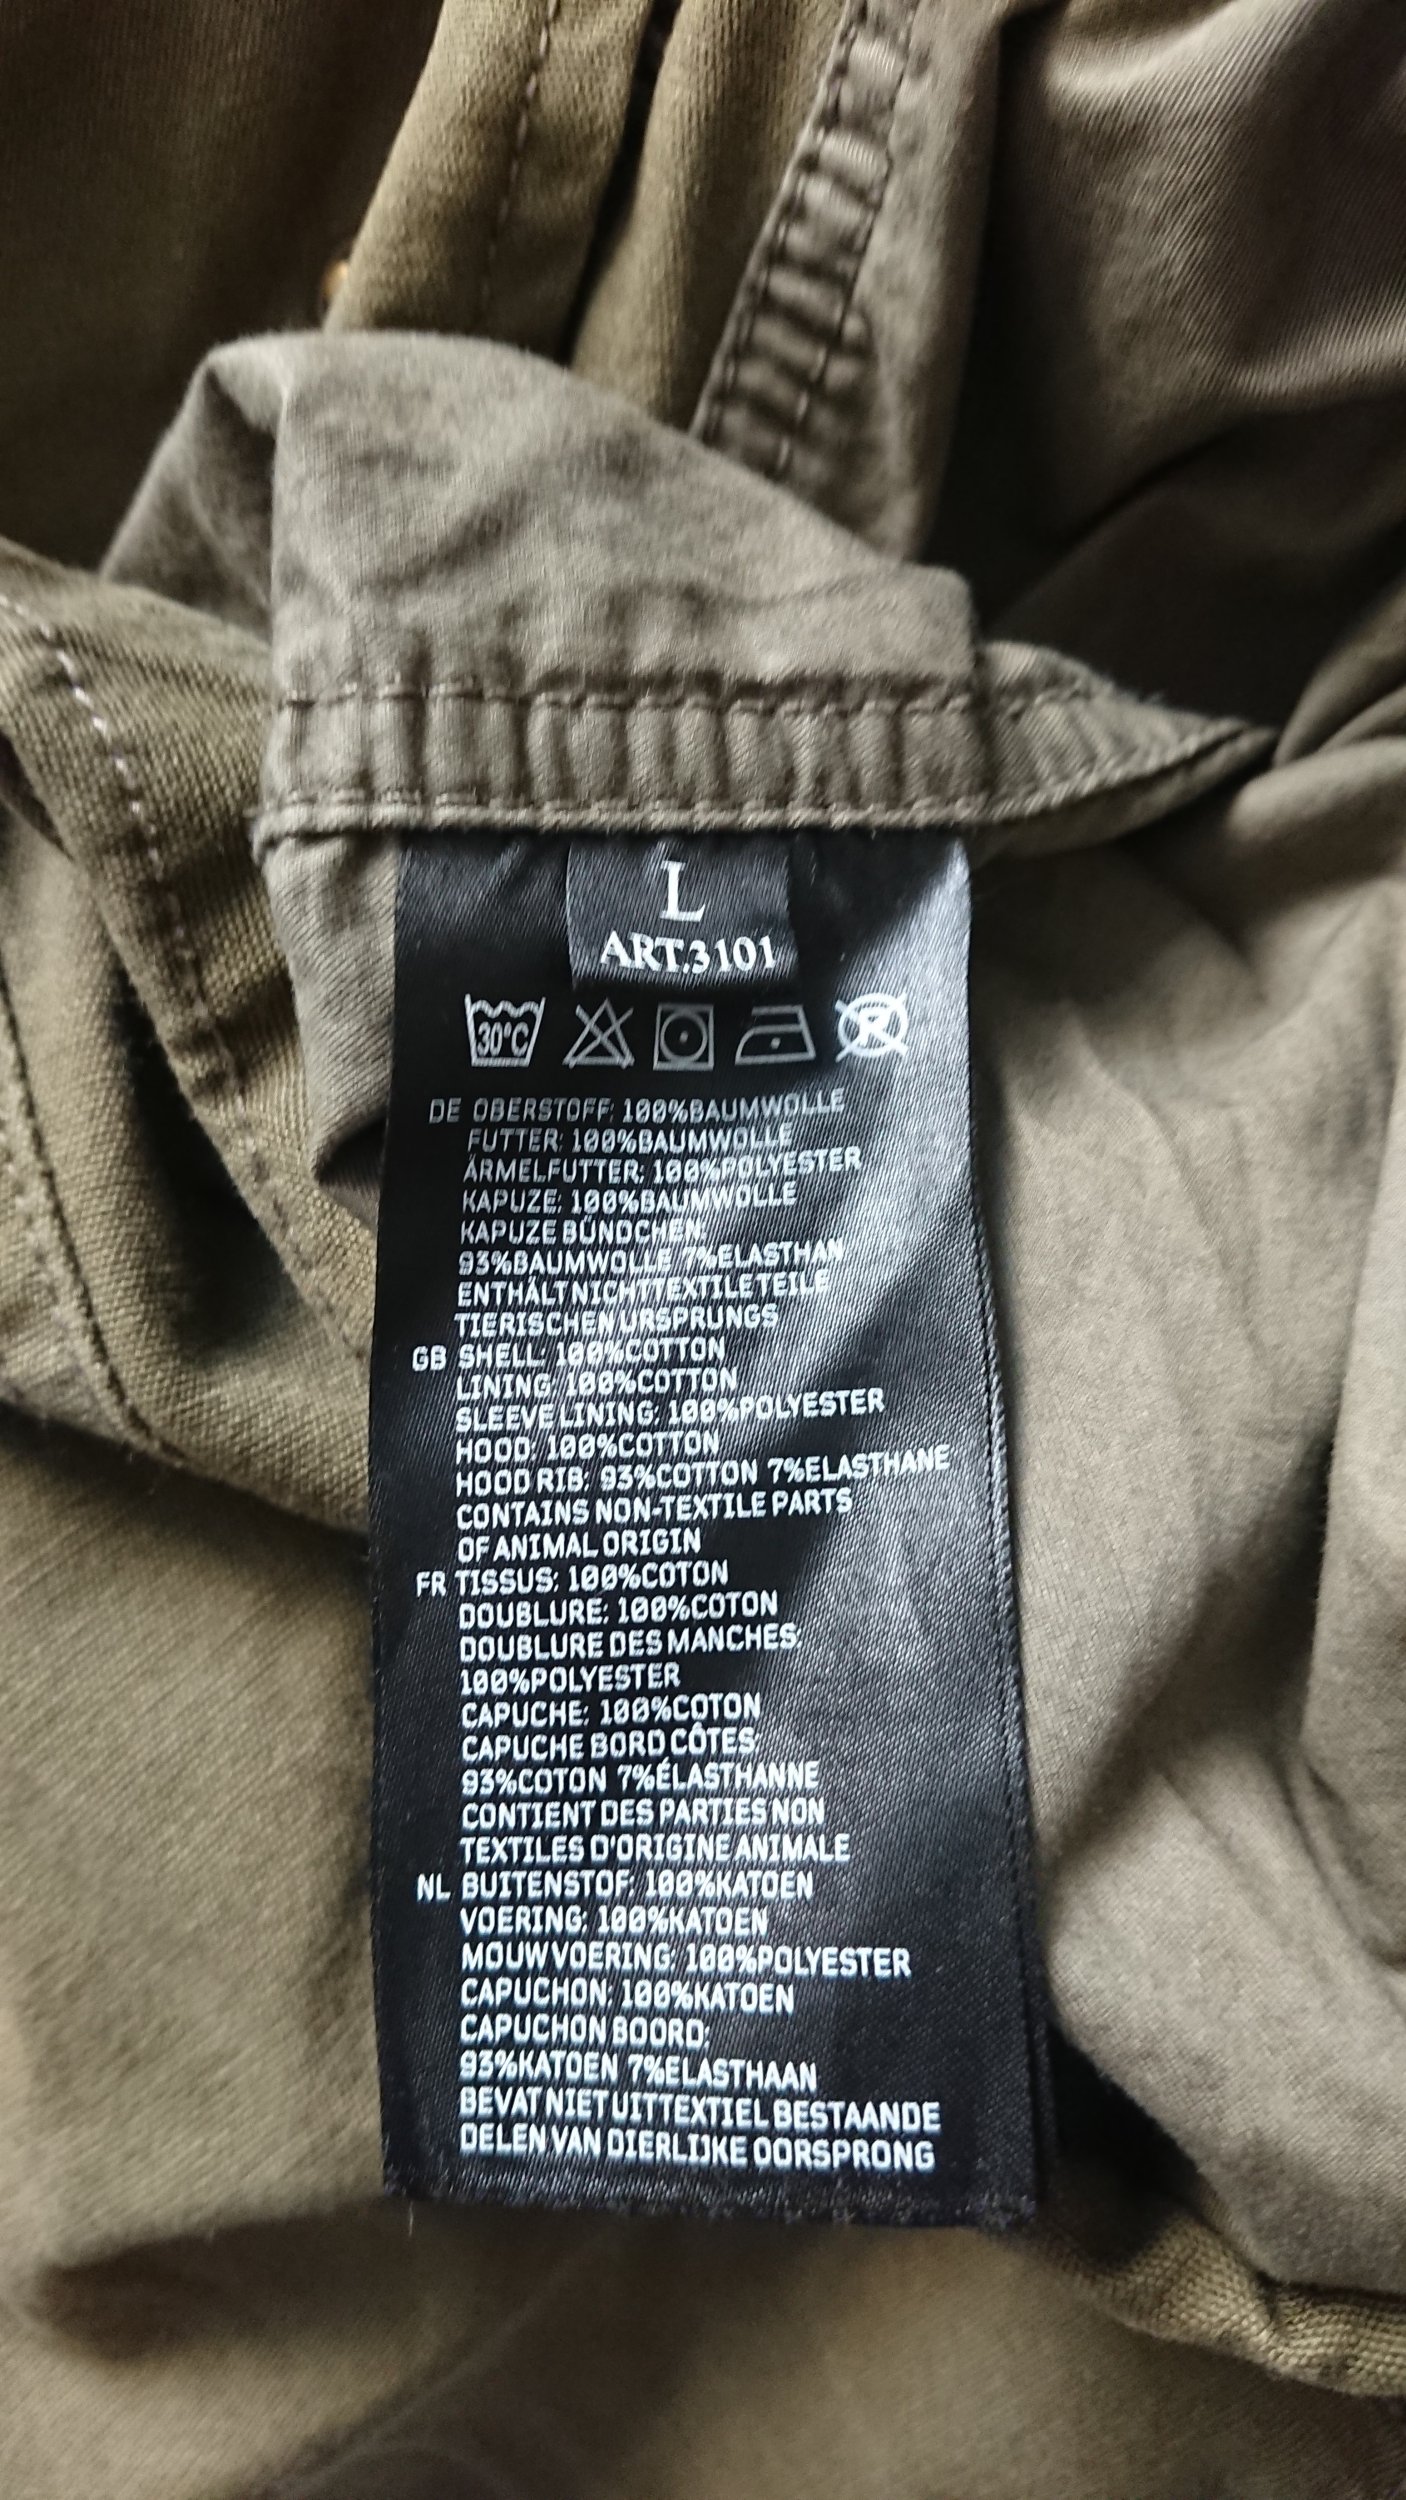 L
ART.3101
30°C
R
DE OBERSTOFF: 100%BAUMWOLLE
FUTTER: 100%BAUMWOLLE
ÄRMELFUTTER: 100%POLYESTER
KAPUZE: 100%BAUMWOLLE
KAPUZE BÜNDCHEN:
93%BAUMWOLLE 7%ELASTHAN
ENTHÄLT NICHTTEXTILE TEILE
TIERISCHEN URSPRUNGS
GB SHELL: 100%COTTON
LINING: 100%COTTON
SLEEVE LINING: 100%POLYESTER
HOOD: 100%COTTON
HOOD RIB: 93%COTTON 7%ELASTHANE
CONTAINS NON-TEXTILE PARTS
OF ANIMAL ORIGIN
FR TISSUS: 100%COTON
DOUBLURE: 100%COTON
DOUBLURE DES MANCHES:
100%POLYESTER
CAPUCHE: 100%COTON
CAPUCHE BORD CÔTES:
93%COTON 7%ÉLASTHANNE
CONTIENT DES PARTIES NON
TEXTILES D'ORIGINE ANIMALE
NL BUITENSTOF: 100%KATOEN
VOERING: 100%KATOEN
MOUWVOERING: 100%POLYESTER
CAPUCHON: 100%KATOEN
CAPUCHON BOORD:
93%KATOEN 7%ELASTHAAN
BEVAT NIET UIT TEXTIEL BESTAANDE
DELEN VAN DIERLIJKE OORSPRONG